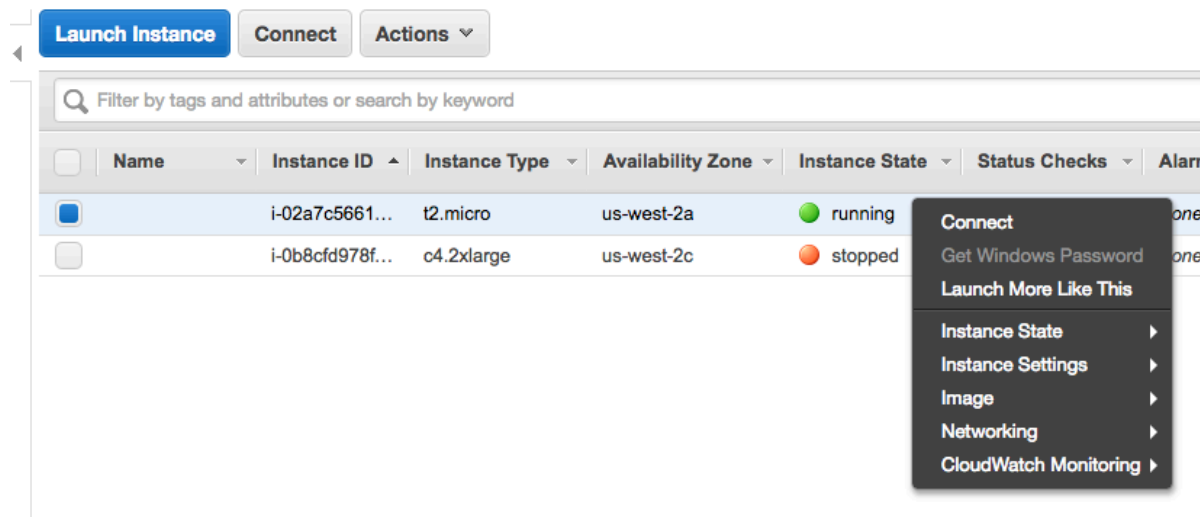 Launch Instance Connect Actions
Filter by tags and attributes or search by keyword
Name Instance ID Instance Type Availability Zone Instance State Status Checks
i-02a7c5661... t2.micro us-west-2a running
i-0b8cfd978f... c4.2xlarge us-west-2c stopped
Connect
Get Windows Password
Launch More Like This
Instance State
Instance Settings
Image
Networking
CloudWatch Monitoring